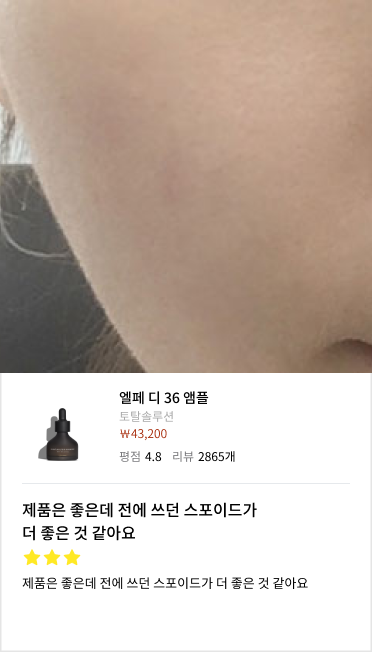 엘페 디 36 앰플
토탈솔루션
₩43,200
평점 4.8 리뷰 2865개
제품은 좋은데 전에 쓰던 스포이드가
더 좋은 것 같아요
제품은 좋은데 전에 쓰던 스포이드가 더 좋은 것 같아요